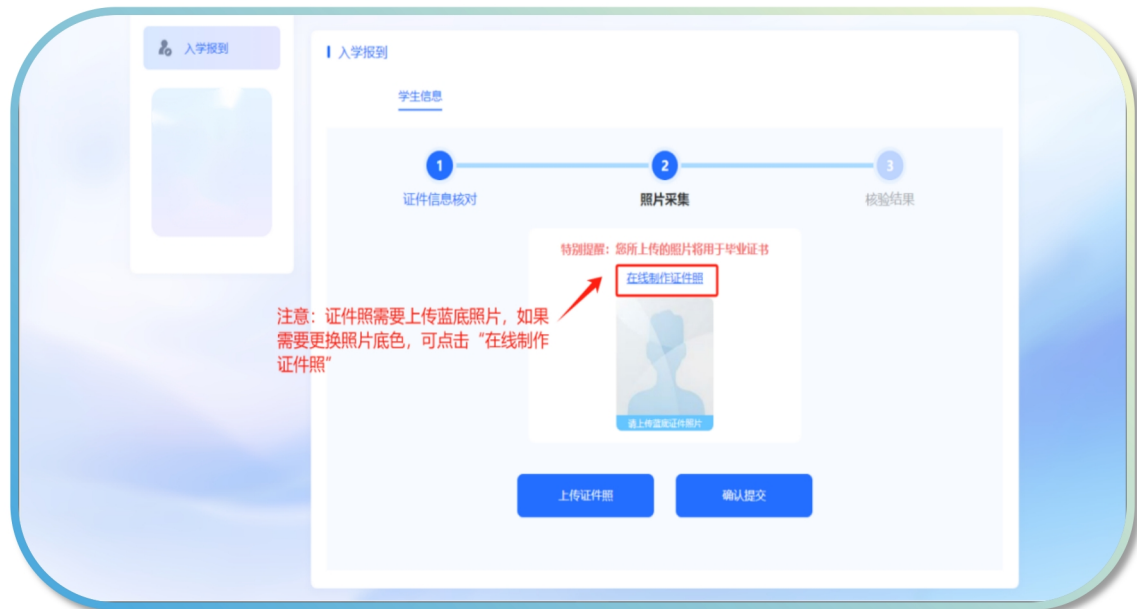 入学报到
入学报到
学生信息
1
2
3
证件信息核对
照片采集
核验结果
特别提醒：您所上传的照片将用于毕业证书
在线制作证件照
注意：证件照需要上传蓝底照片，如果
需要更换照片底色，可点击“在线制作
证件照”
请上传蓝底证件照片
上传证件照
确认提交